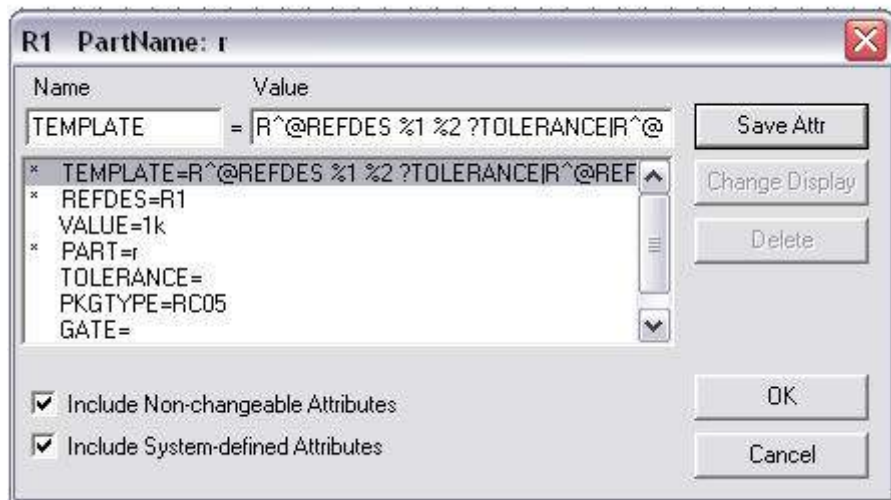 R1 PartName: r
Name Value
TEMPLATE = R^@REFDES %1 %2 ?TOLERANCE|R^@ Save Attr
* TEMPLATE=R^@REFDES %1 %2 ?TOLERANCE|R^@REF
* REFDES=R1
VALUE=1k
* PART=r
TOLERANCE=
PKGTYPE=RC05
GATE=
Change Display
Delete
Include Non-changeable Attributes
Include System-defined Attributes
OK
Cancel